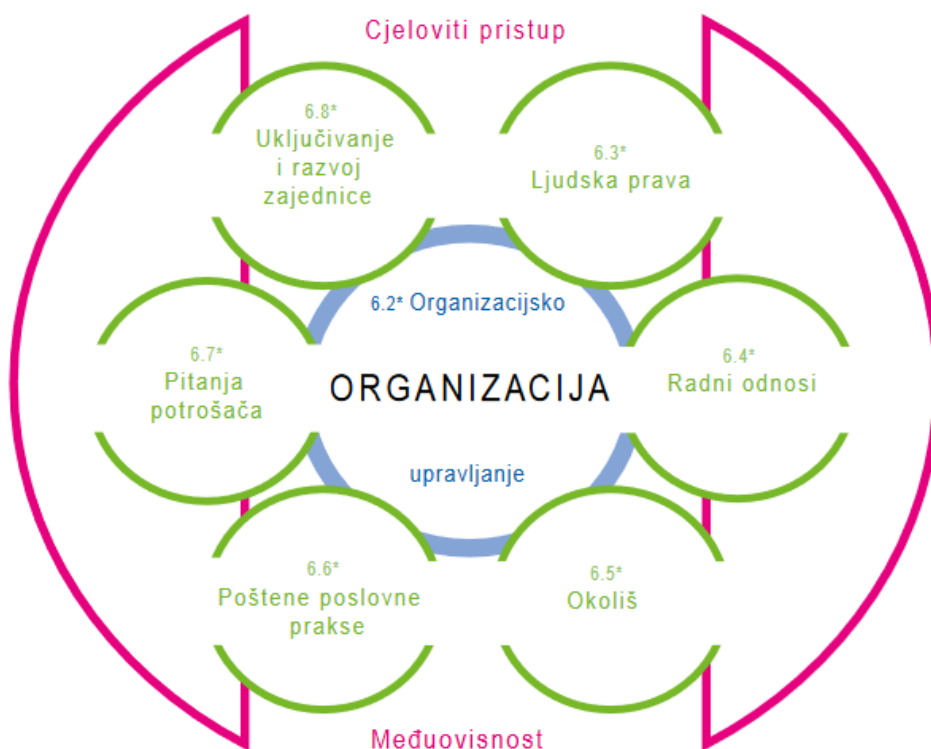 Cjeloviti pristup
6.8*
Uključivanje
i razvoj
zajednice
6.3*
Ljudska prava
6.2* Organizacijsko
6.7*
Pitanja
potrošača
ORGANIZACIJA
6.4*
Radni odnosi
upravljanje
6.6*
Poštene poslovne
prakse
6.5*
Okoliš
Međuovisnost